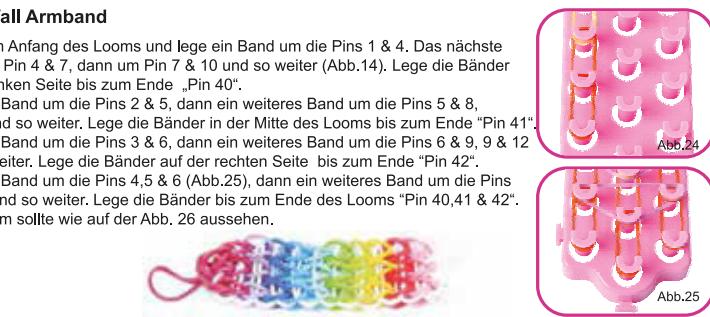 all Armband
Anfang des Looms und lege ein Band um die Pins 1 & 4. Das nächste
Pin 4 & 7, dann um Pin 7 & 10 und so weiter (Abb.14). Lege die Bänder
nken Seite bis zum Ende „Pin 40“.
Band um die Pins 2 & 5, dann ein weiteres Band um die Pins 5 & 8,
nd so weiter. Lege die Bänder in der Mitte des Looms bis zum Ende “Pin 41“.
Band um die Pins 3 & 6, dann ein weiteres Band um die Pins 6 & 9, 9 & 12
eiter. Lege die Bänder auf der rechten Seite bis zum Ende “Pin 42“.
Band um die Pins 4,5 & 6 (Abb.25), dann ein weiteres Band um die Pins
nd so weiter. Lege die Bänder bis zum Ende des Looms “Pin 40,41 & 42“.
m sollte wie auf der Abb. 26 aussehen.
Abb.24
Abb.25